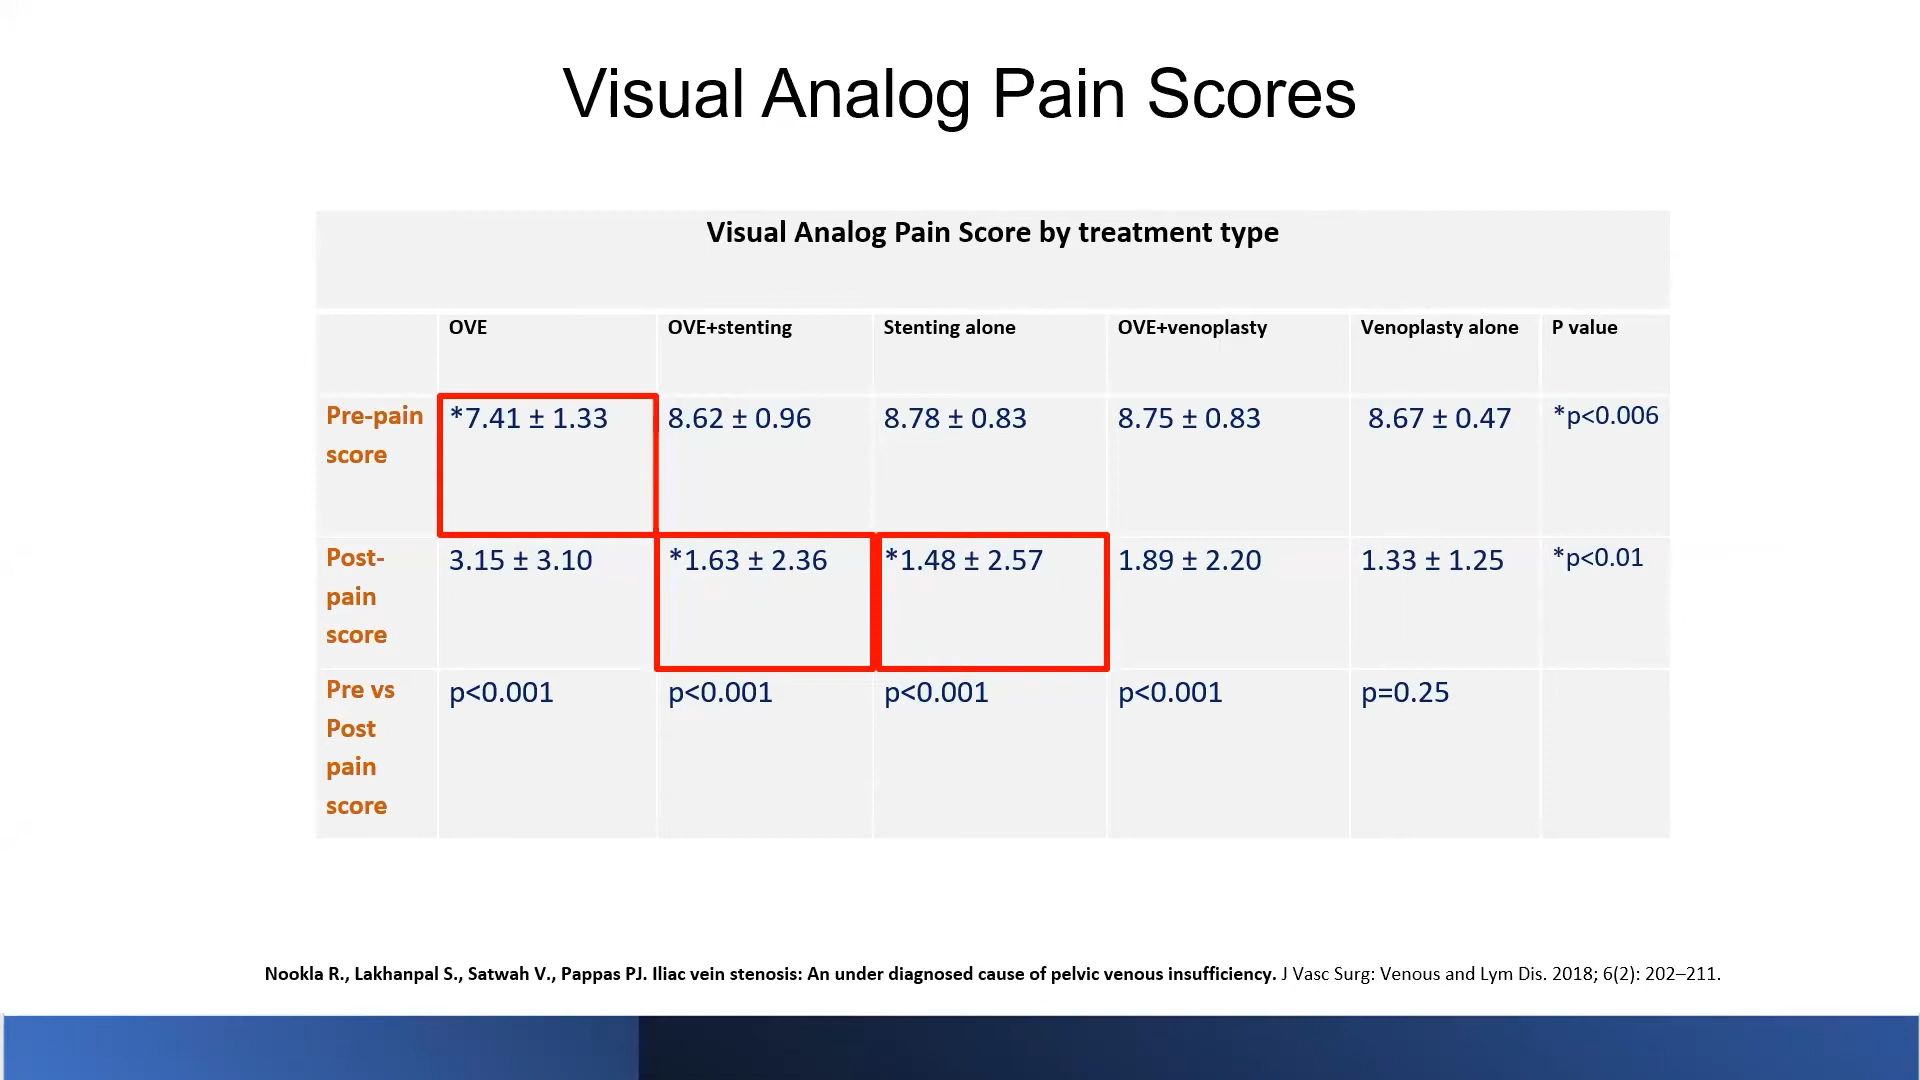 Visual Analog Pain Scores
Visual Analog Pain Score by treatment type
OVE OVE+stenting Stenting alone OVE+venoplasty Venoplasty alone P value
Pre-pain score *7.41 ± 1.33 8.62 ± 0.96 8.78 ± 0.83 8.75 ± 0.83 8.67 ± 0.47 *p<0.006
Post-pain score 3.15 ± 3.10 *1.63 ± 2.36 *1.48 ± 2.57 1.89 ± 2.20 1.33 ± 1.25 *p<0.01
Pre vs Post pain score p<0.001 p<0.001 p<0.001 p<0.001 p=0.25
Nookla R., Lakhanpal S., Satwah V., Pappas PJ. Iliac vein stenosis: An under diagnosed cause of pelvic venous insufficiency. J Vasc Surg: Venous and Lym Dis. 2018; 6(2): 202–211.